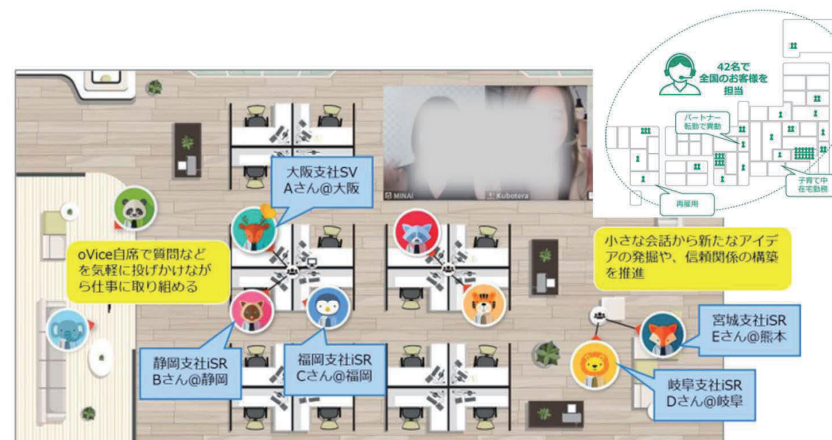 42名で
全国のお客様を
担当
パートナー
転勤で異動
子育て中
在宅勤務
再雇用
MINAI
Kubotera
大阪支社SV
Aさん@大阪
oVice自席で質問など
を気軽に投げかけなが
ら仕事に取り組める
小さな会話から新たなアイデ
アの発掘や、信頼関係の構築
を推進
静岡支社iSR
Bさん@静岡
福岡支社iSR
Cさん@福岡
宮城支社iSR
Eさん@熊本
岐阜支社iSR
Dさん@岐阜